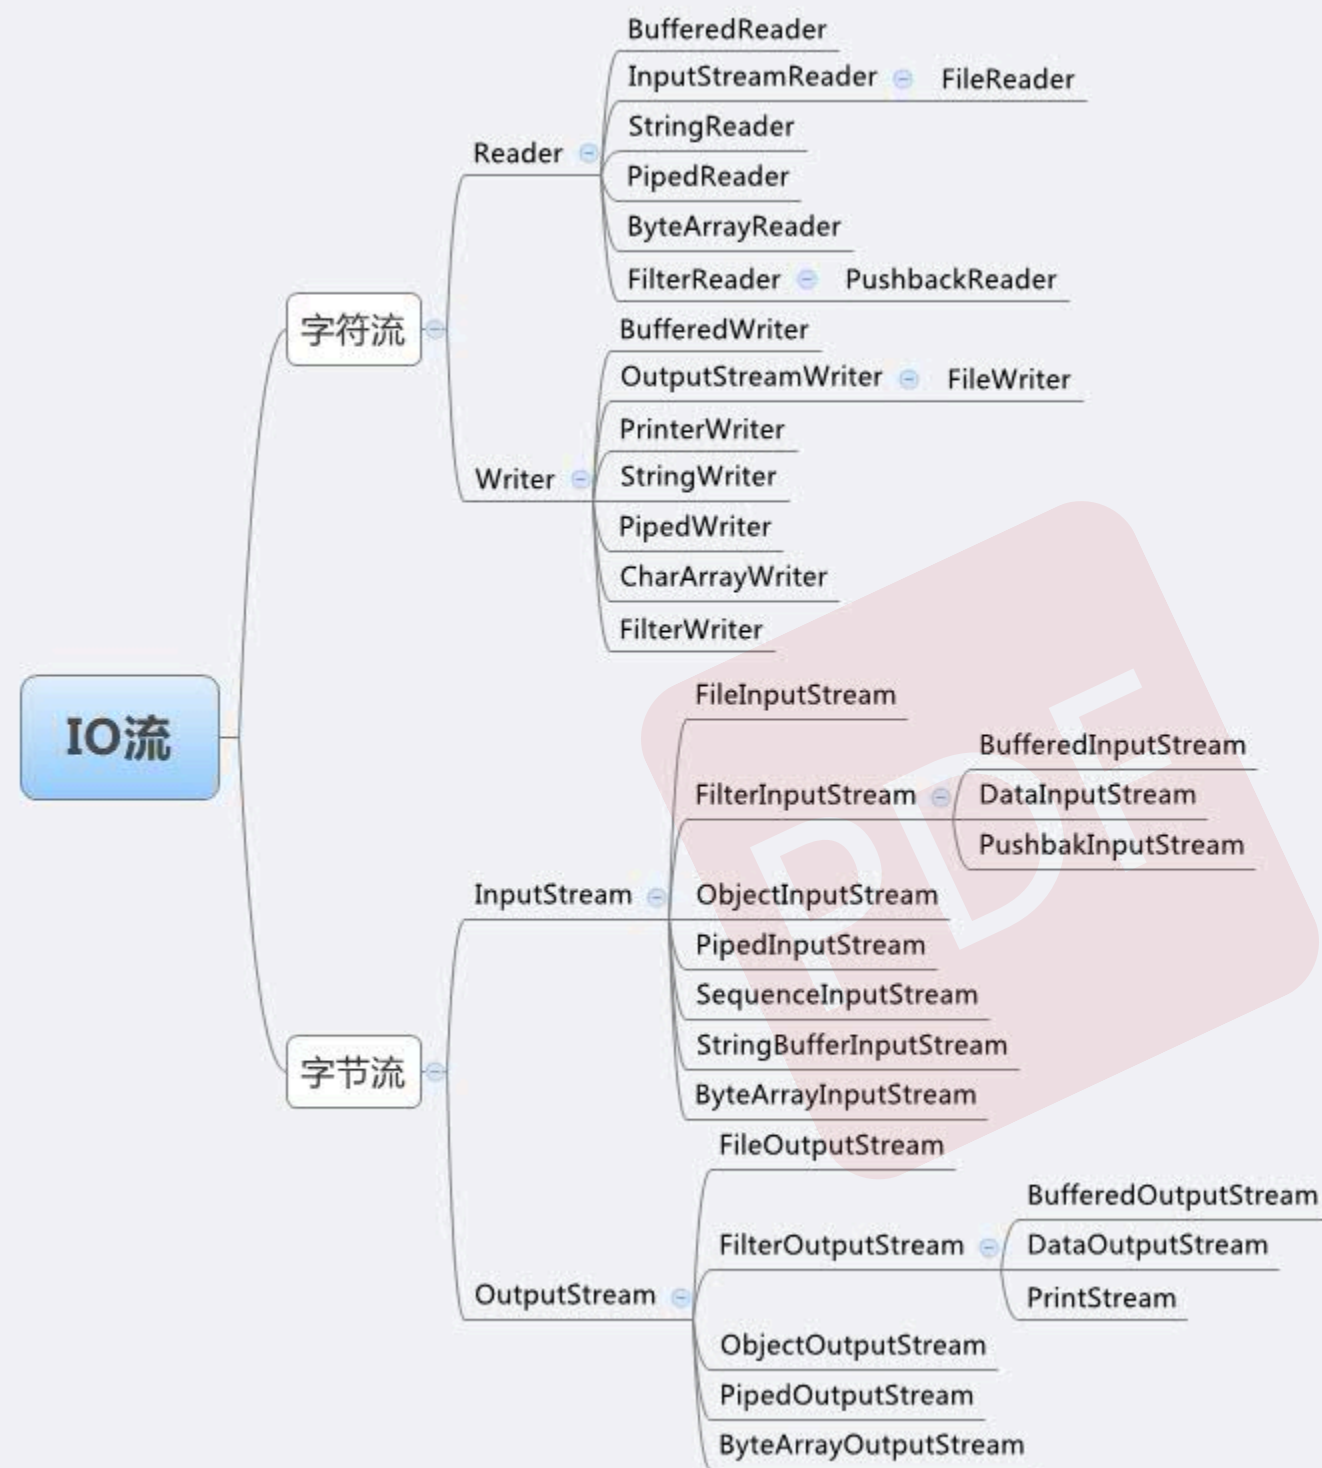 BufferedReader
InputStreamReader FileReader
StringReader
Reader
PipedReader
ByteArrayReader
FilterReader PushbackReader
字符流
BufferedWriter
OutputStreamWriter FileWriter
PrinterWriter
Writer
StringWriter
PipedWriter
CharArrayWriter
FilterWriter
IO流
FileInputStream
BufferedInputStream
FilterInputStream
DataInputStream
PushbakInputStream
InputStream
ObjectInputStream
PipedInputStream
SequenceInputStream
StringBufferInputStream
ByteArrayInputStream
字节流
FileOutputStream
BufferedOutputStream
FilterOutputStream
DataOutputStream
PrintStream
OutputStream
ObjectOutputStream
PipedOutputStream
ByteArrayOutputStream
PDF